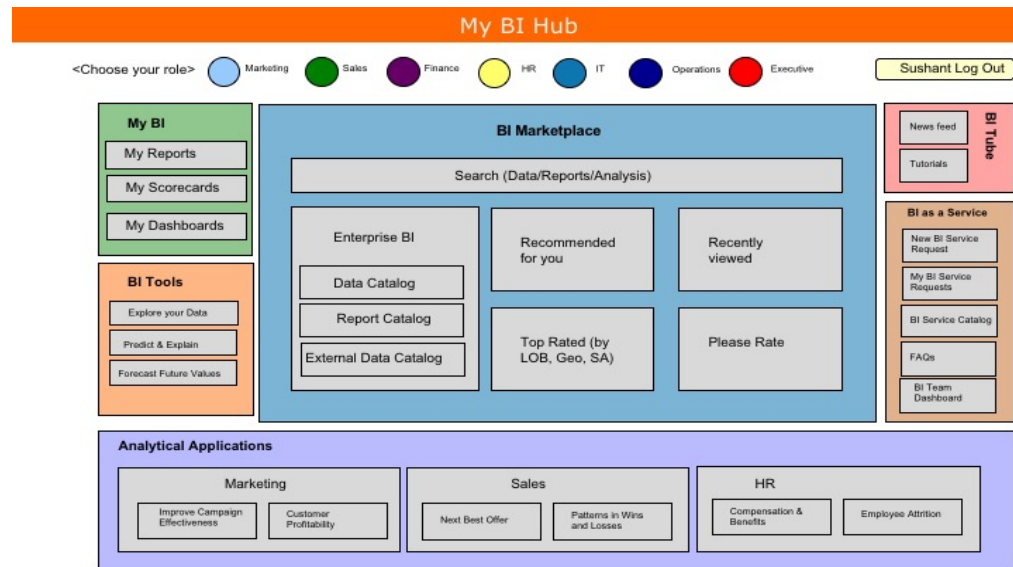 My BI Hub
<Choose your role>
Marketing
Sales
Finance
HR
IT
Operations
Executive
Sushant Log Out
My BI
My Reports
My Scorecards
My Dashboards
BI Tools
Explore your Data
Predict & Explain
Forecast Future Values
BI Marketplace
Search (Data/Reports/Analysis)
Enterprise BI
Data Catalog
Report Catalog
External Data Catalog
Recommended
for you
Recently
viewed
Top Rated (by
LOB, Geo, SA)
Please Rate
BI Tube
News feed
Tutorials
BI as a Service
New BI Service
Request
My BI Service
Requests
BI Service Catalog
FAQs
BI Team
Dashboard
Analytical Applications
Marketing
Improve Campaign
Effectiveness
Customer
Profitability
Sales
Next Best Offer
Patterns in Wins
and Losses
HR
Compensation &
Benefits
Employee Attrition